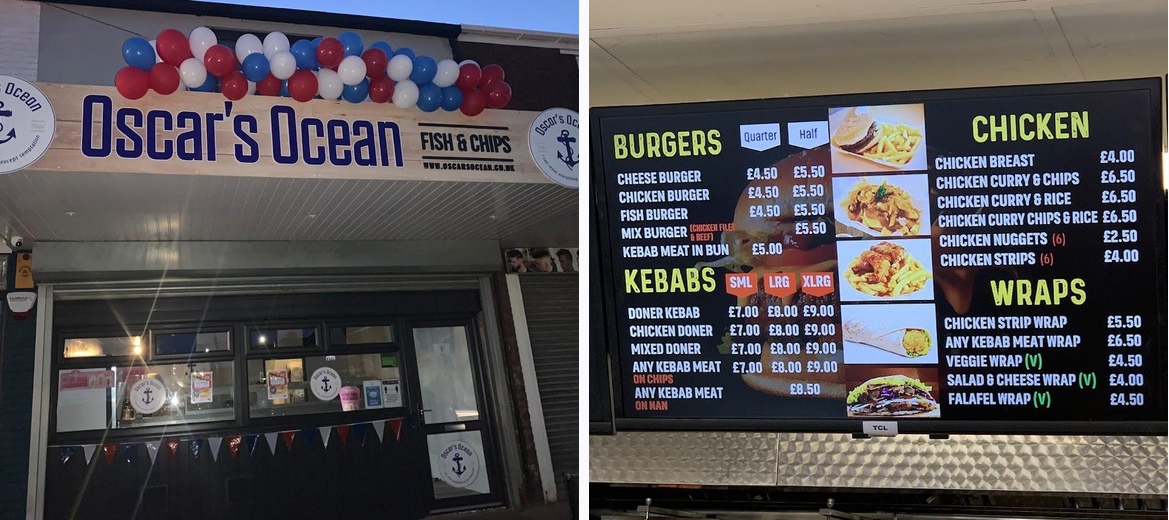 Oscar's Ocean
FISH & CHIPS
WWW.OSCARSOCEAN.CO.UK
BURGERS Quarter Half
CHEESE BURGER £4.50 £5.50
CHICKEN BURGER £4.50 £5.50
FISH BURGER £4.50 £5.50
MIX BURGER (CHICKEN FILET & BEEF) £5.50
KEBAB MEAT IN BUN £5.00
KEBABS SML LRG XLRG
DONER KEBAB £7.00 £8.00 £9.00
CHICKEN DONER £7.00 £8.00 £9.00
MIXED DONER £7.00 £8.00 £9.00
ANY KEBAB MEAT £7.00 £8.00 £9.00
ON CHIPS
ANY KEBAB MEAT £8.50
ON NAN
CHICKEN
CHICKEN BREAST £4.00
CHICKEN CURRY & CHIPS £6.50
CHICKEN CURRY & RICE £6.50
CHICKEN CURRY CHIPS & RICE £6.50
CHICKEN NUGGETS (6) £2.50
CHICKEN STRIPS (6) £4.00
WRAPS
CHICKEN STRIP WRAP £5.50
ANY KEBAB MEAT WRAP £6.50
VEGGIE WRAP (V) £4.50
SALAD & CHEESE WRAP (V) £4.00
FALAFEL WRAP (V) £4.50
TCL